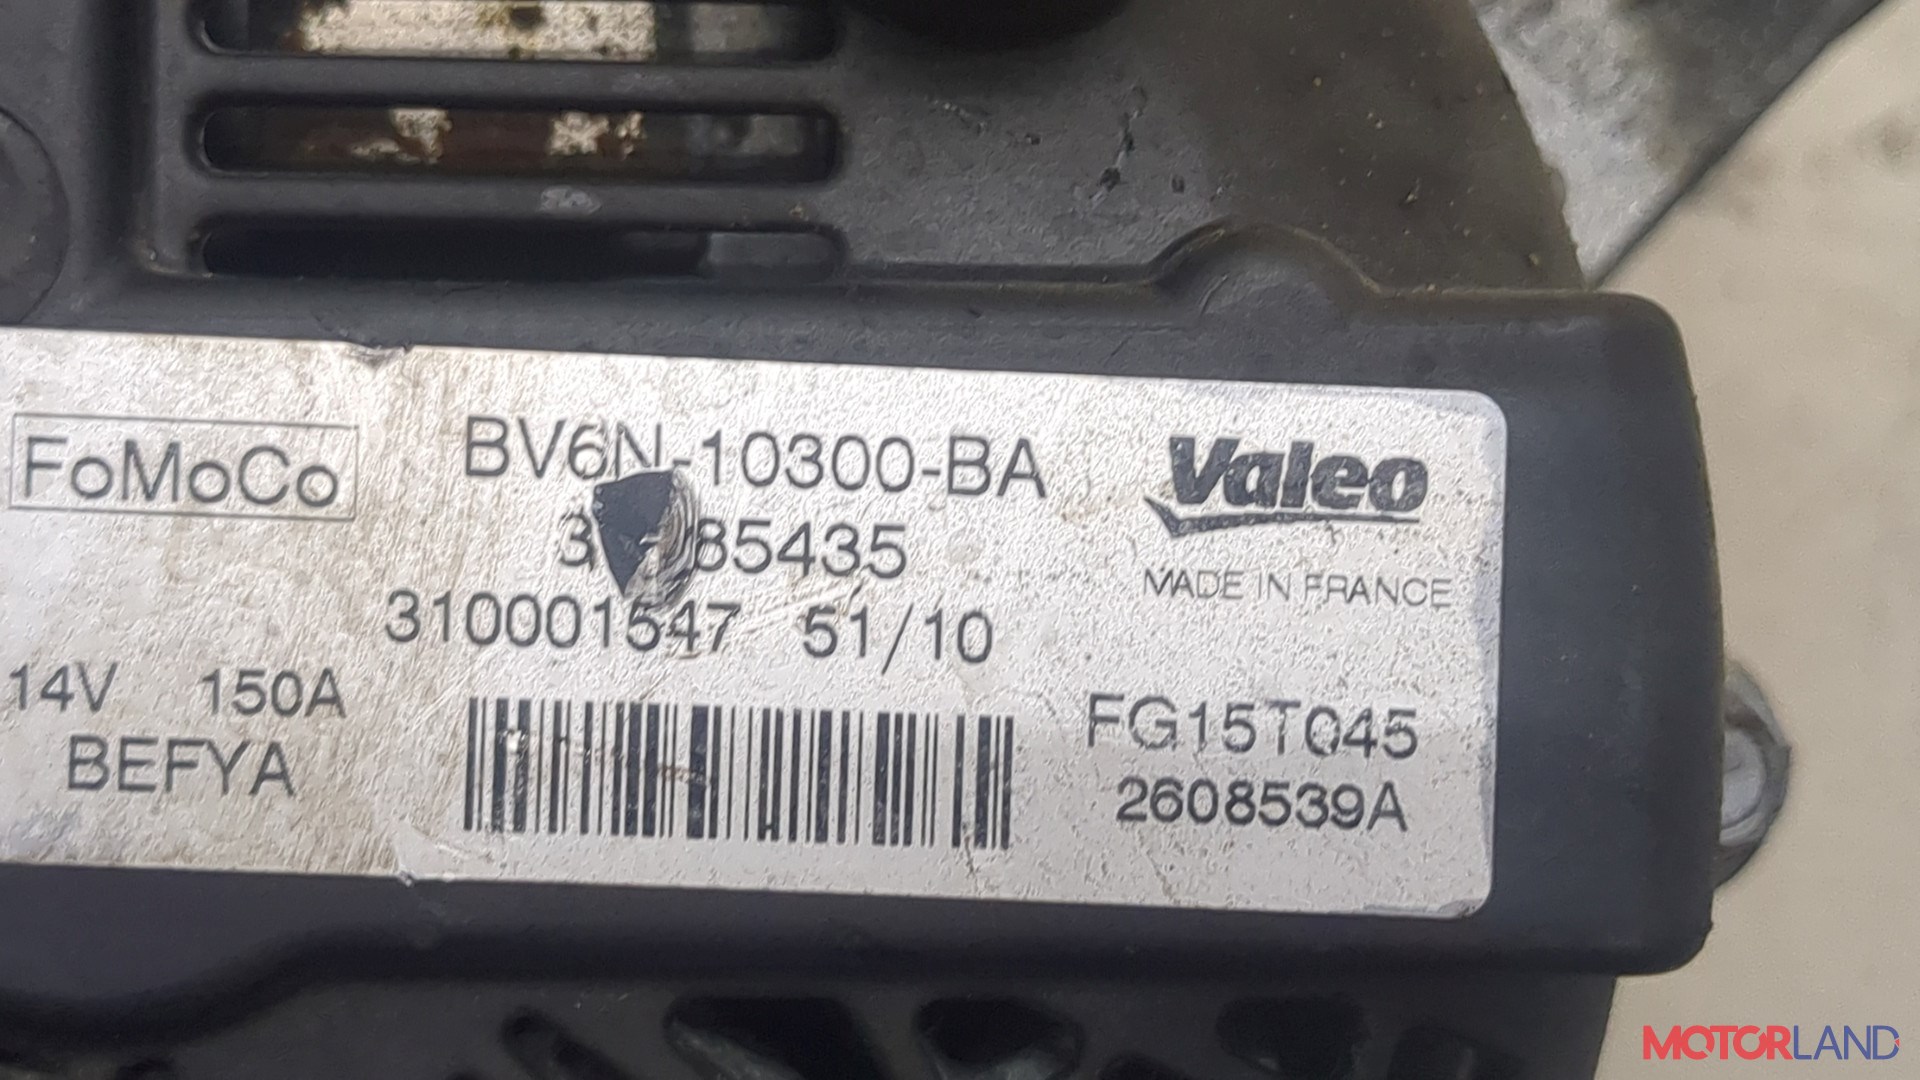 FoMoCo
BV6N-10300-BA
310001547 51/10
14V 150A
BEFYA
Valeo
MADE IN FRANCE
FG15T045
2608539A
MOTORLAND